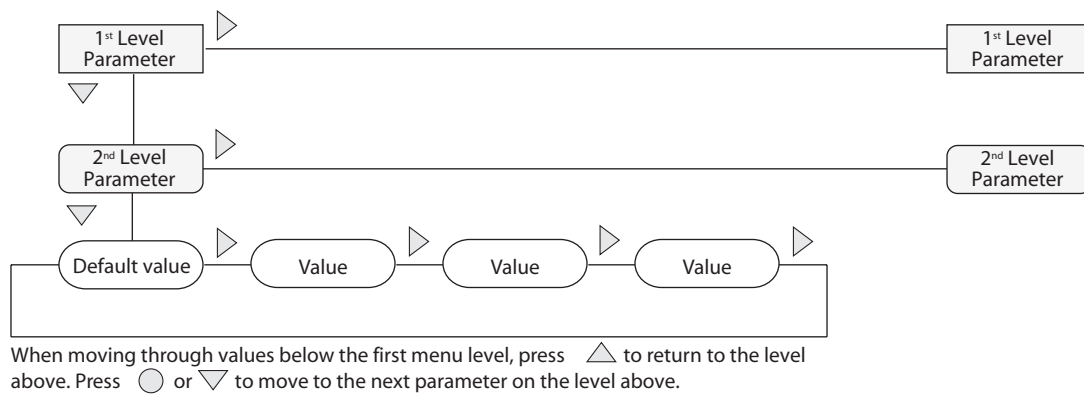 1st Level
Parameter
1st Level
Parameter
2nd Level
Parameter
2nd Level
Parameter
Default value
Value
Value
Value
When moving through values below the first menu level, press to return to the level
above. Press or to move to the next parameter on the level above.